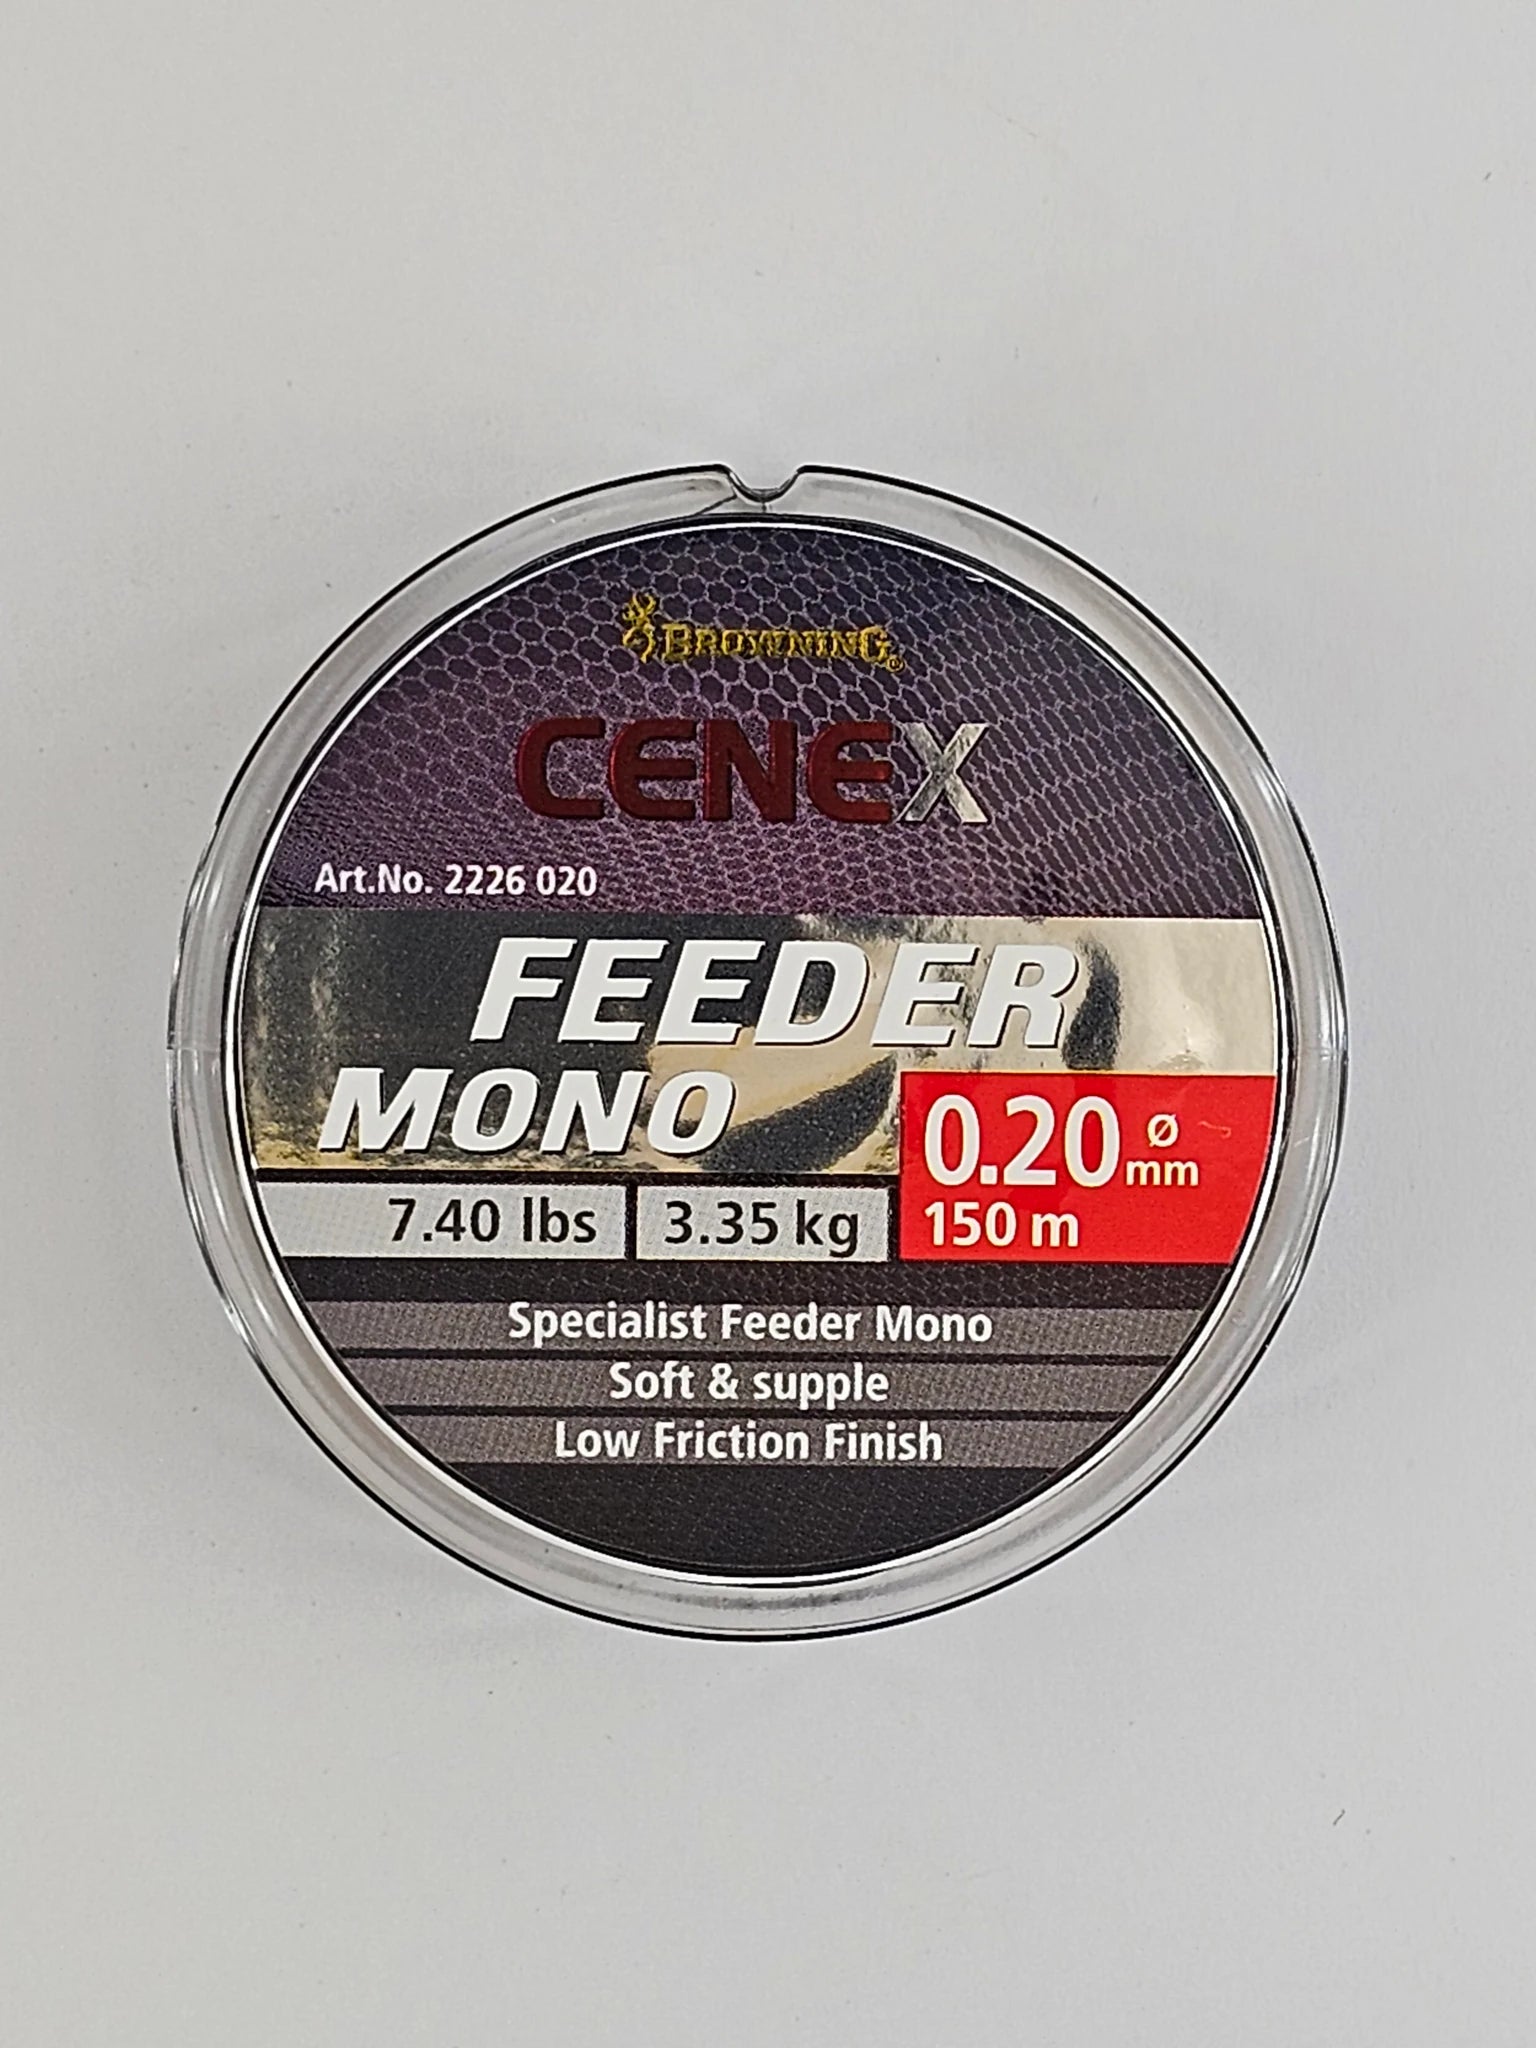 BROWNING®
CENEX
Art.No. 2226 020
FEEDER
MONO
0.20 ø mm
7.40 lbs 3.35 kg 150 m
Specialist Feeder Mono
Soft & supple
Low Friction Finish